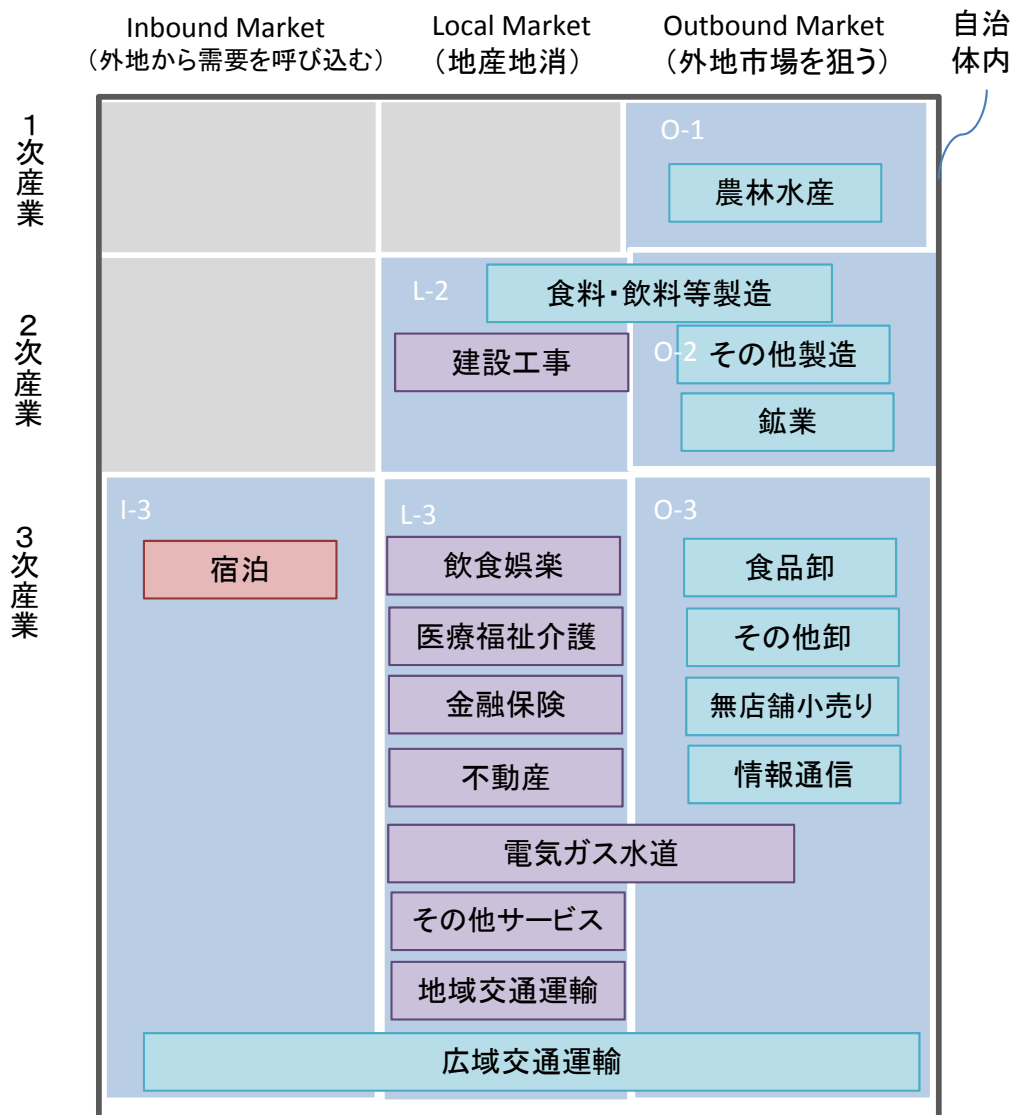 Inbound Market
（外地から需要を呼び込む）
Local Market
（地産地消）
Outbound Market
（外地市場を狙う）
自治
体内
1次産業
O-1
農林水産
2次産業
L-2
食料・飲料等製造
建設工事
O-2
その他製造
鉱業
3次産業
I-3
宿泊
L-3
飲食娯楽
医療福祉介護
金融保険
不動産
電気ガス水道
その他サービス
地域交通運輸
O-3
食品卸
その他卸
無店舗小売り
情報通信
広域交通運輸